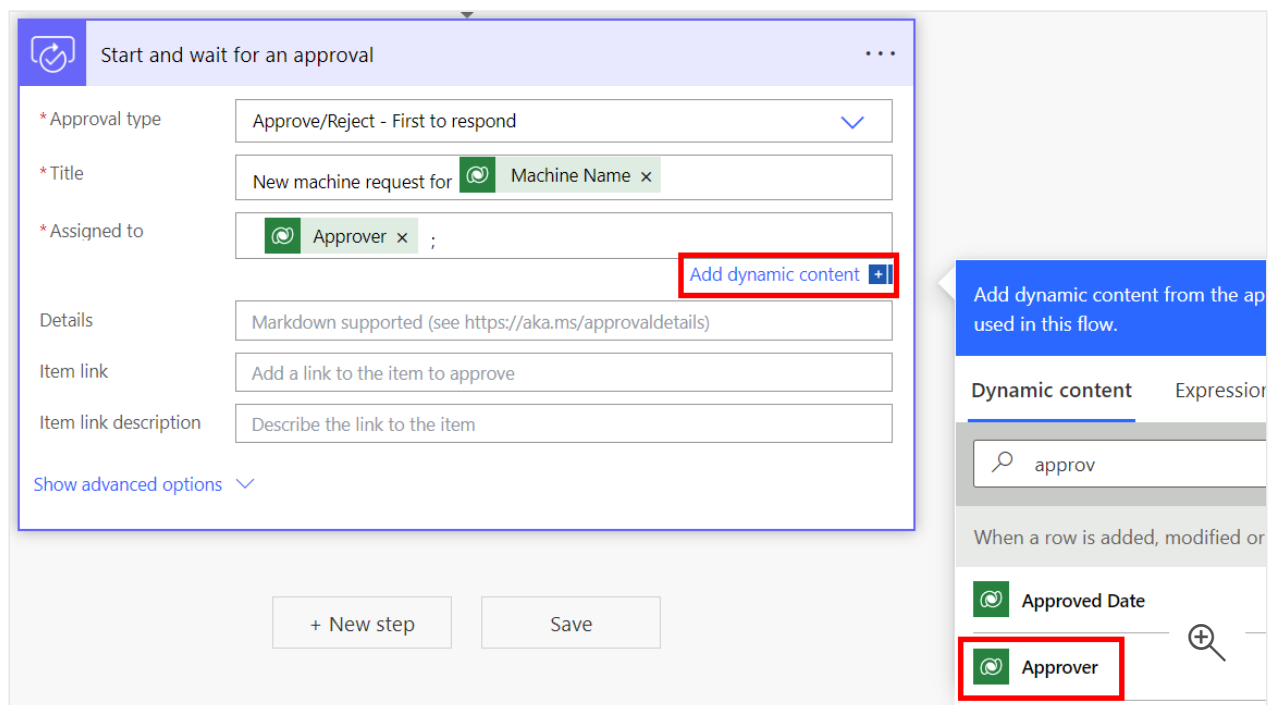 Start and wait for an approval
* Approval type
Approve/Reject - First to respond
* Title
New machine request for Machine Name ×
* Assigned to
Approver × ;
Add dynamic content +
Details
Markdown supported (see https://aka.ms/approvaldetails)
Item link
Add a link to the item to approve
Item link description
Describe the link to the item
Show advanced options
+ New step
Save
Add dynamic content from the ap
used in this flow.
Dynamic content
Expression
approv
When a row is added, modified or
Approved Date
Approver